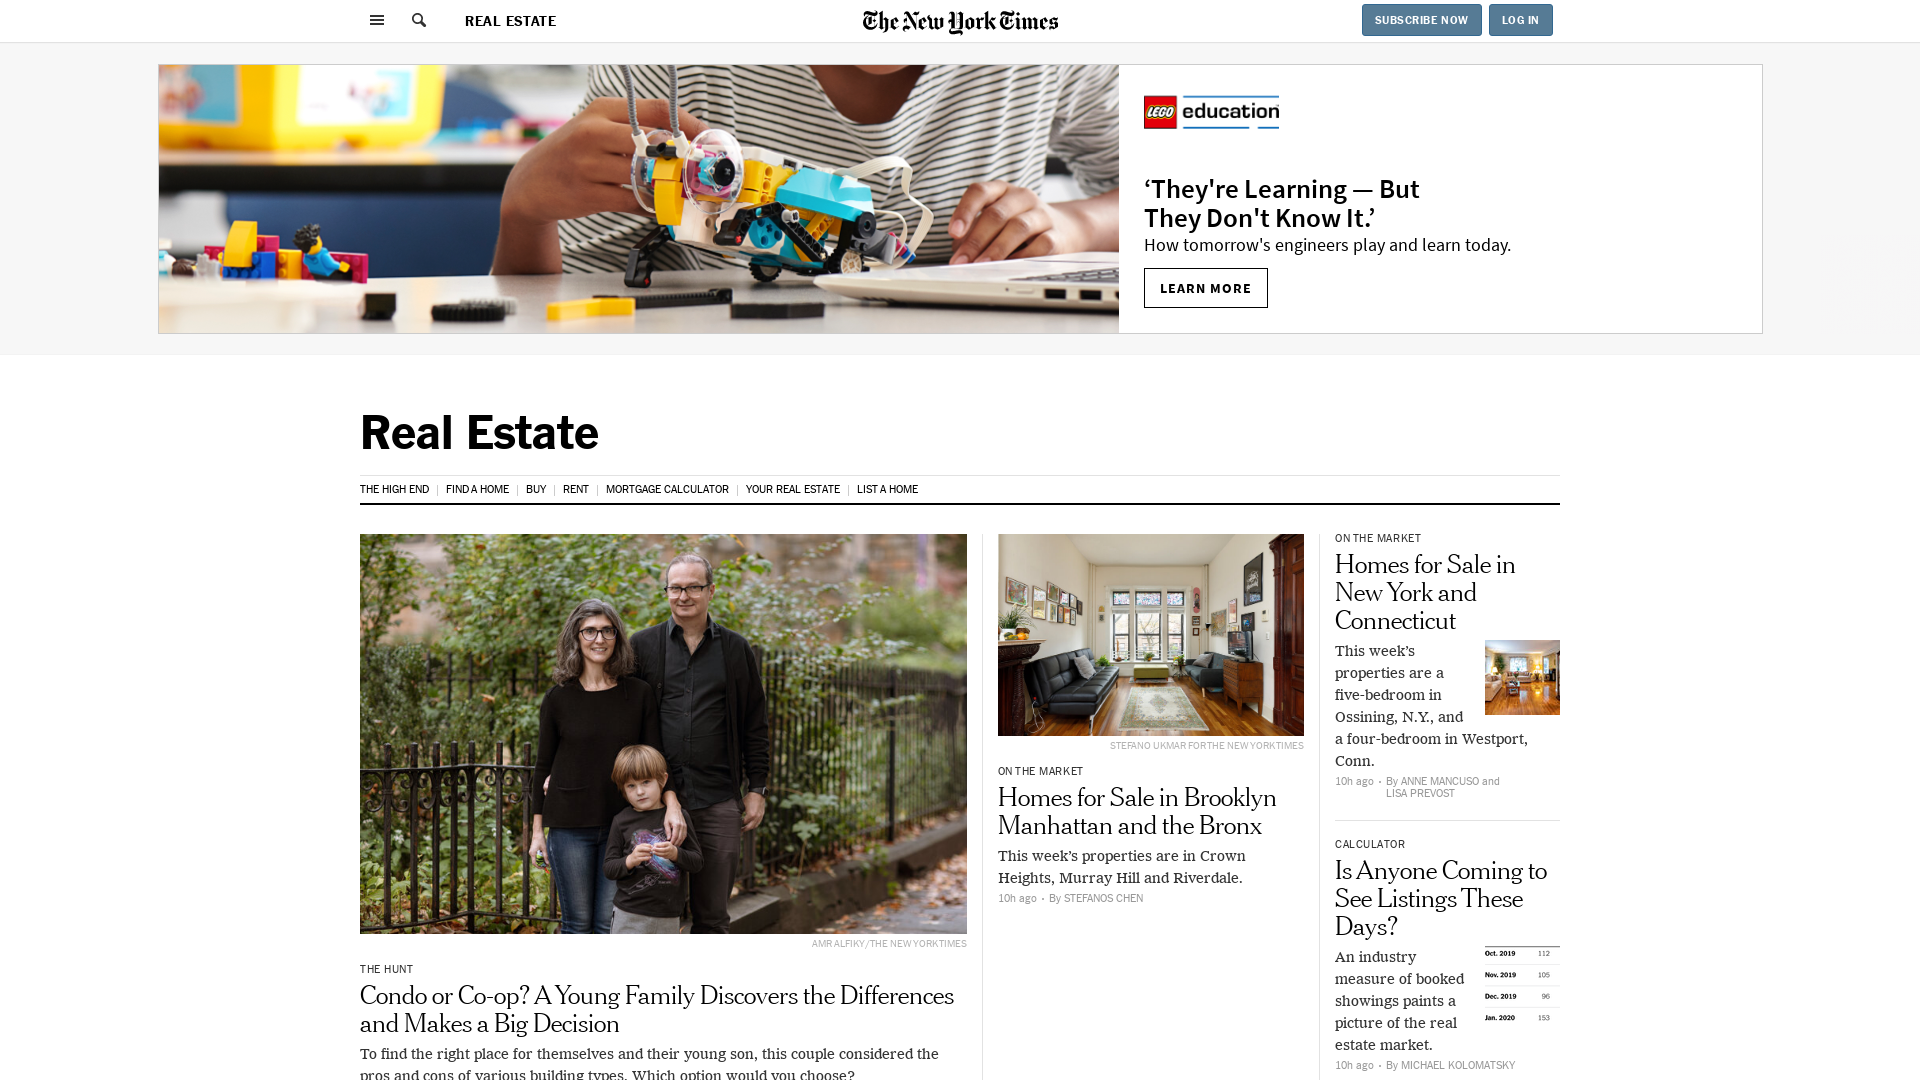 REAL ESTATE
The New York Times
SUBSCRIBE NOW
LOG IN
LEGO education
‘They're Learning — But
They Don't Know It.’
How tomorrow's engineers play and learn today.
LEARN MORE
Real Estate
THE HIGH END
FIND A HOME
BUY
RENT
MORTGAGE CALCULATOR
YOUR REAL ESTATE
LIST A HOME
AMR ALFIKY/THE NEW YORK TIMES
THE HUNT
Condo or Co-op? A Young Family Discovers the Differences
and Makes a Big Decision
To find the right place for themselves and their young son, this couple considered the
pros and cons of various building types. Which option would you choose?
STEFANO UKMAR FOR THE NEW YORK TIMES
ON THE MARKET
Homes for Sale in Brooklyn
Manhattan and the Bronx
This week’s properties are in Crown
Heights, Murray Hill and Riverdale.
10h ago • By STEFANOS CHEN
ON THE MARKET
Homes for Sale in
New York and
Connecticut
This week’s
properties are a
five-bedroom in
Ossining, N.Y., and
a four-bedroom in Westport,
Conn.
10h ago • By ANNE MANCUSO and
LISA PREVOST
CALCULATOR
Is Anyone Coming to
See Listings These
Days?
An industry
measure of booked
showings paints a
picture of the real
estate market.
Oct. 2019 112
Nov. 2019 105
Dec. 2019 96
Jan. 2020 153
10h ago • By MICHAEL KOLOMATSKY